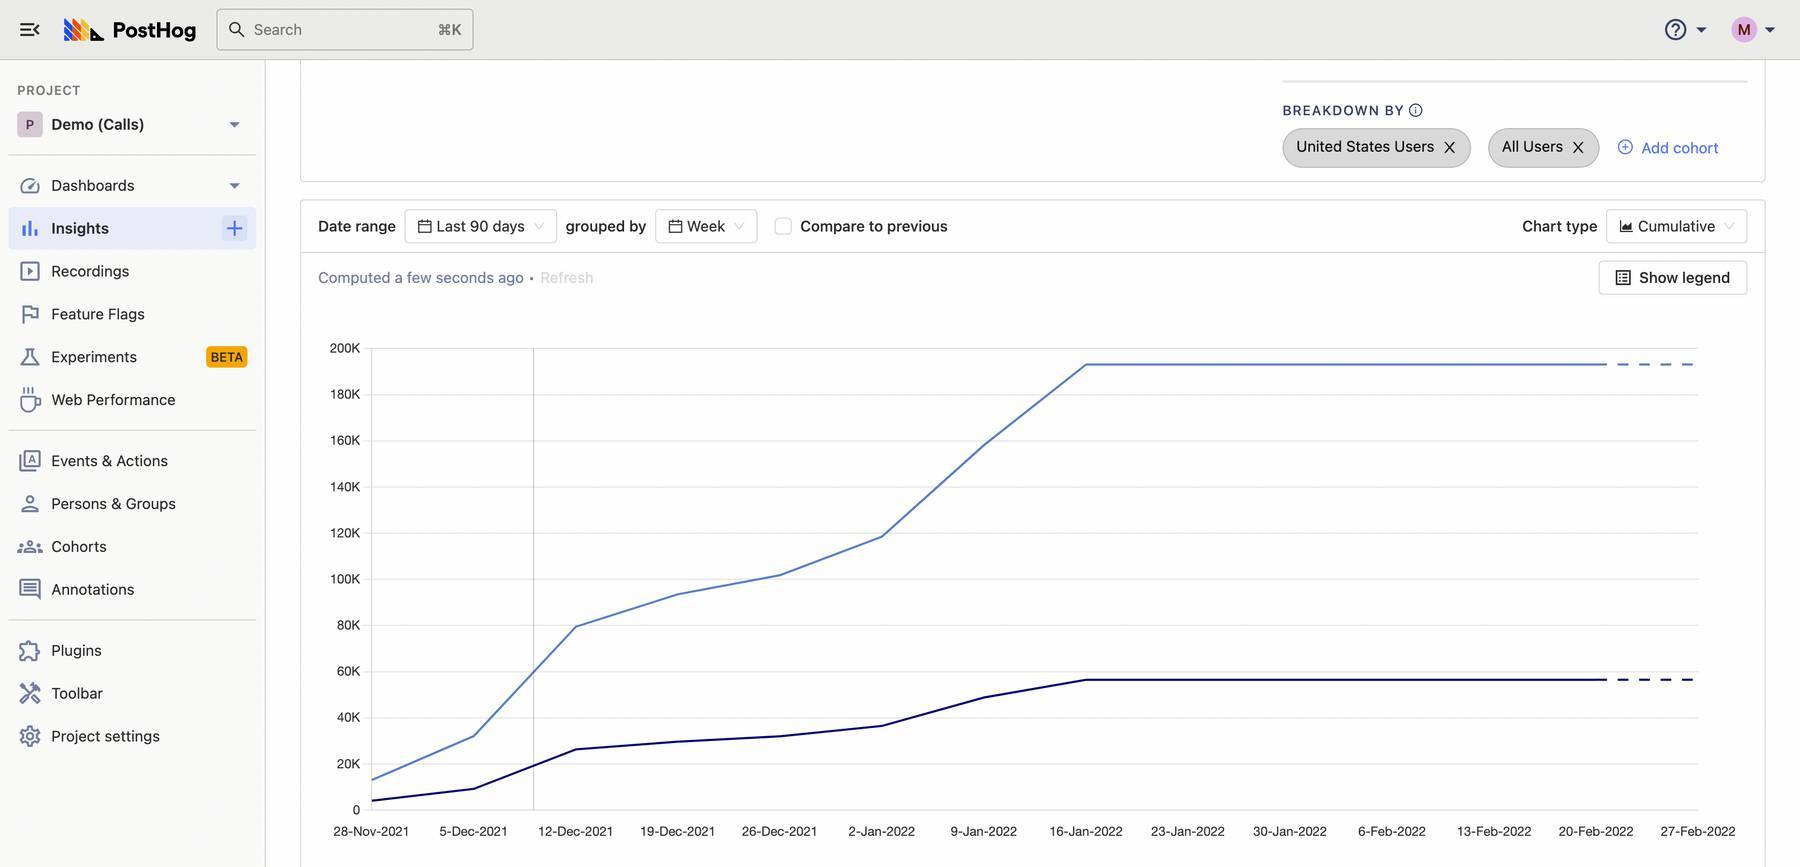 PostHog
Search
⌘K
M
PROJECT
P
Demo (Calls)
Dashboards
Insights
Recordings
Feature Flags
Experiments
BETA
Web Performance
A
Events & Actions
Persons & Groups
Cohorts
Annotations
Plugins
Toolbar
Project settings
BREAKDOWN BY
United States Users
All Users
Add cohort
Date range
Last 90 days
grouped by
Week
Compare to previous
Chart type
Cumulative
Computed a few seconds ago • Refresh
Show legend
200K
180K
160K
140K
120K
100K
80K
60K
40K
20K
0
28-Nov-2021
5-Dec-2021
12-Dec-2021
19-Dec-2021
26-Dec-2021
2-Jan-2022
9-Jan-2022
16-Jan-2022
23-Jan-2022
30-Jan-2022
6-Feb-2022
13-Feb-2022
20-Feb-2022
27-Feb-2022